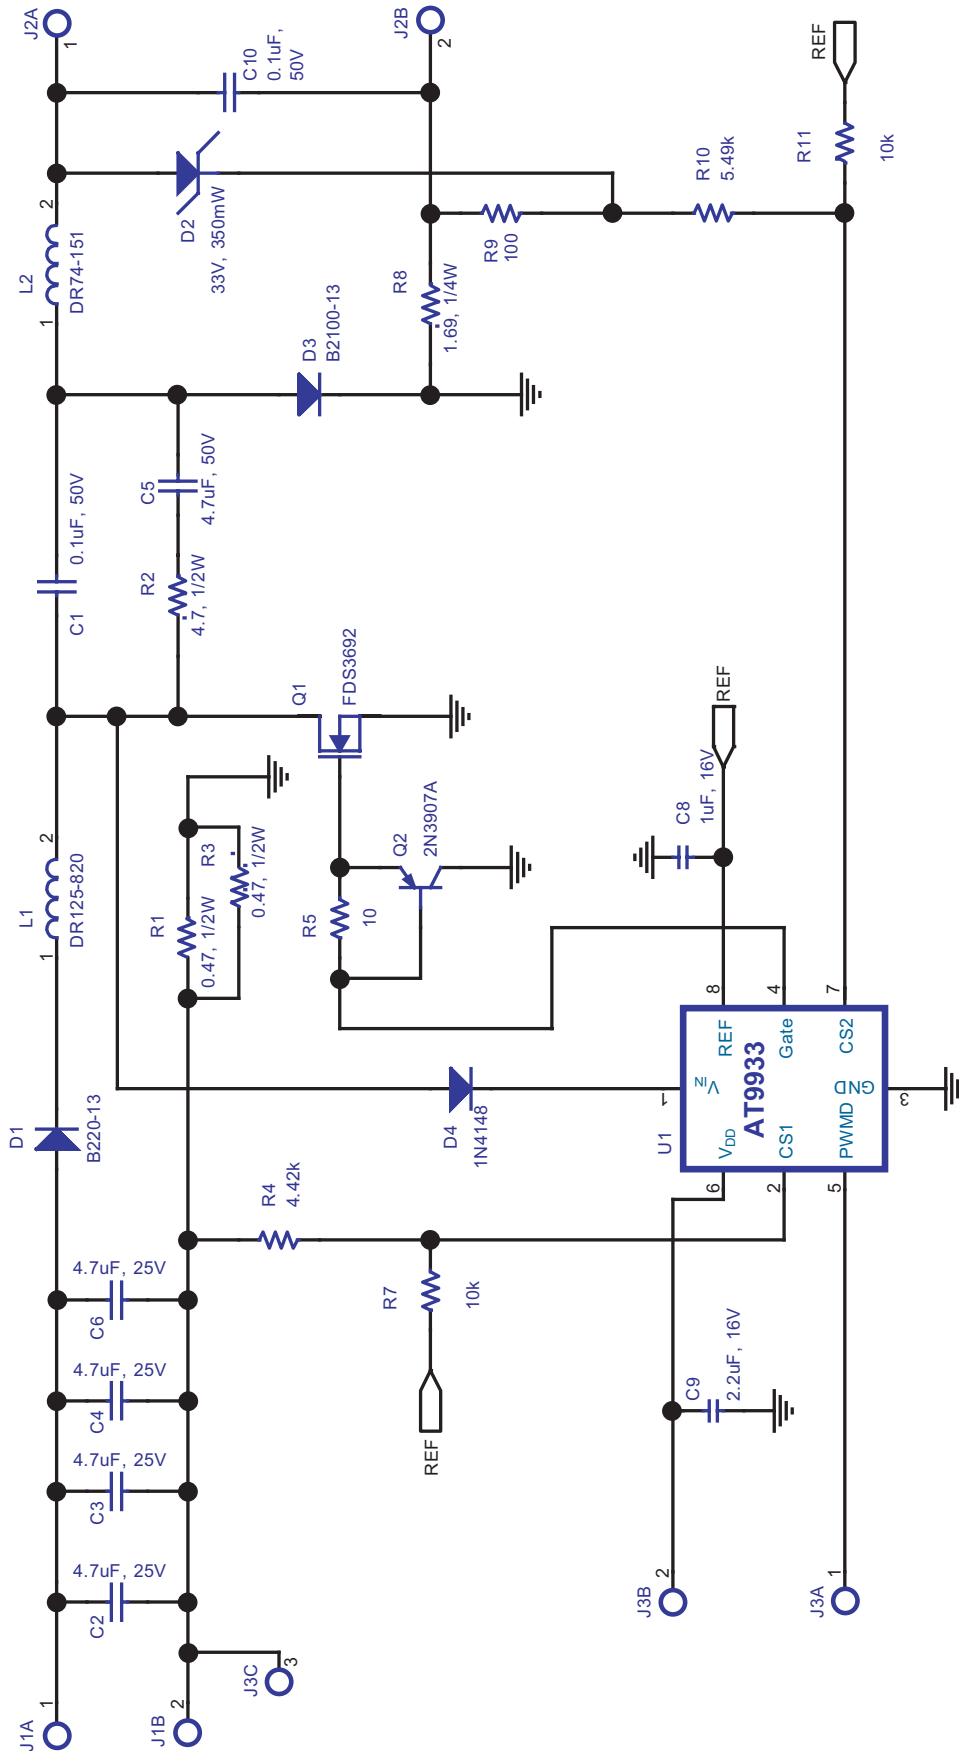 J1A
1
J1B
2
J3C
3
C2
4.7uF, 25V
C3
4.7uF, 25V
C4
4.7uF, 25V
C6
4.7uF, 25V
D1
B220-13
1
L1
2
DR125-820
C1
0.1uF, 50V
1
L2
2
DR74-151
J2A
1
R4
4.42k
R1
0.47, 1/2W
R3
0.47, 1/2W
R2
4.7, 1/2W
C5
4.7uF, 50V
D2
33V, 350mW
C10
0.1uF,
50V
D3
B2100-13
Q1
FDS3692
R5
10
Q2
2N3907A
R8
1.69, 1/4W
J2B
2
R9
100
R10
5.49k
REF
R7
10k
D4
1N4148
J3B
2
C9
2.2uF, 16V
U1
AT9933
1
VIN
VDD
6
CS1
2
PWMD
5
GND
3
REF
8
Gate
4
CS2
7
C8
1uF, 16V
REF
R11
10k
REF
J3A
1